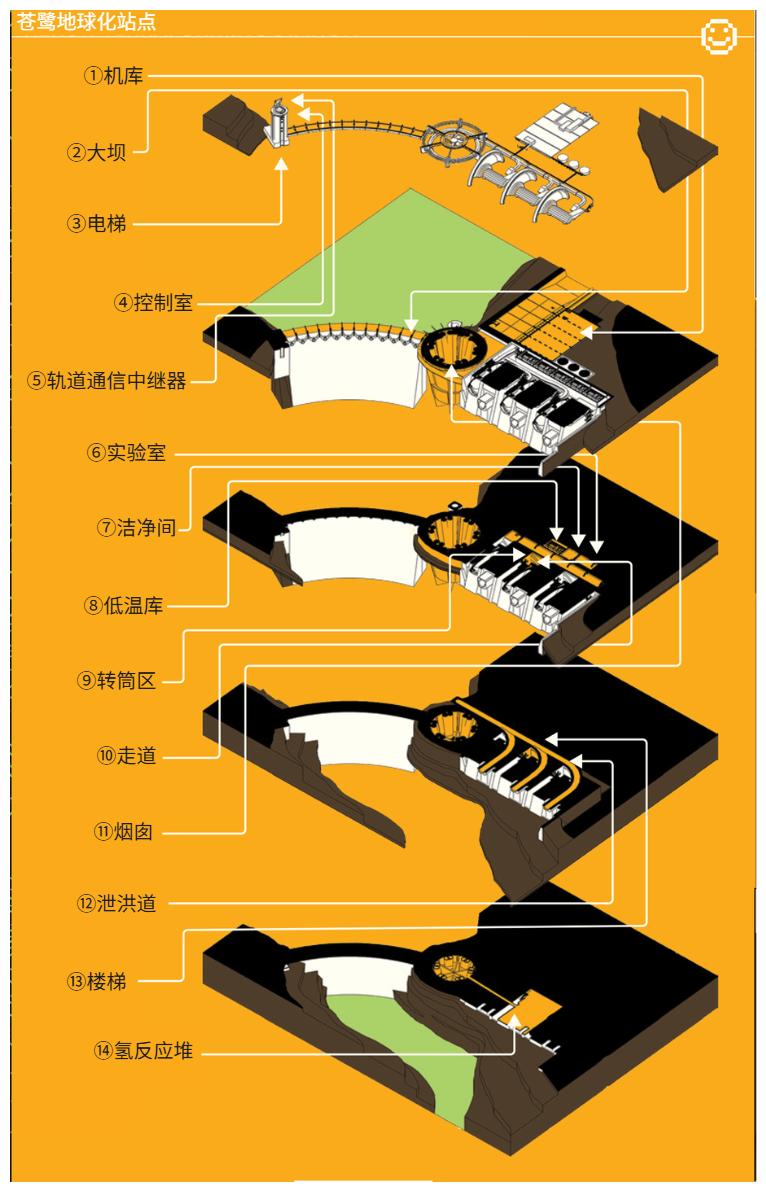 苍鹭地球化站点
①机库
②大坝
③电梯
④控制室
⑤轨道通信中继器
⑥实验室
⑦洁净间
⑧低温库
⑨转筒区
⑩走道
⑪烟囱
⑫泄洪道
⑬楼梯
⑭氢反应堆